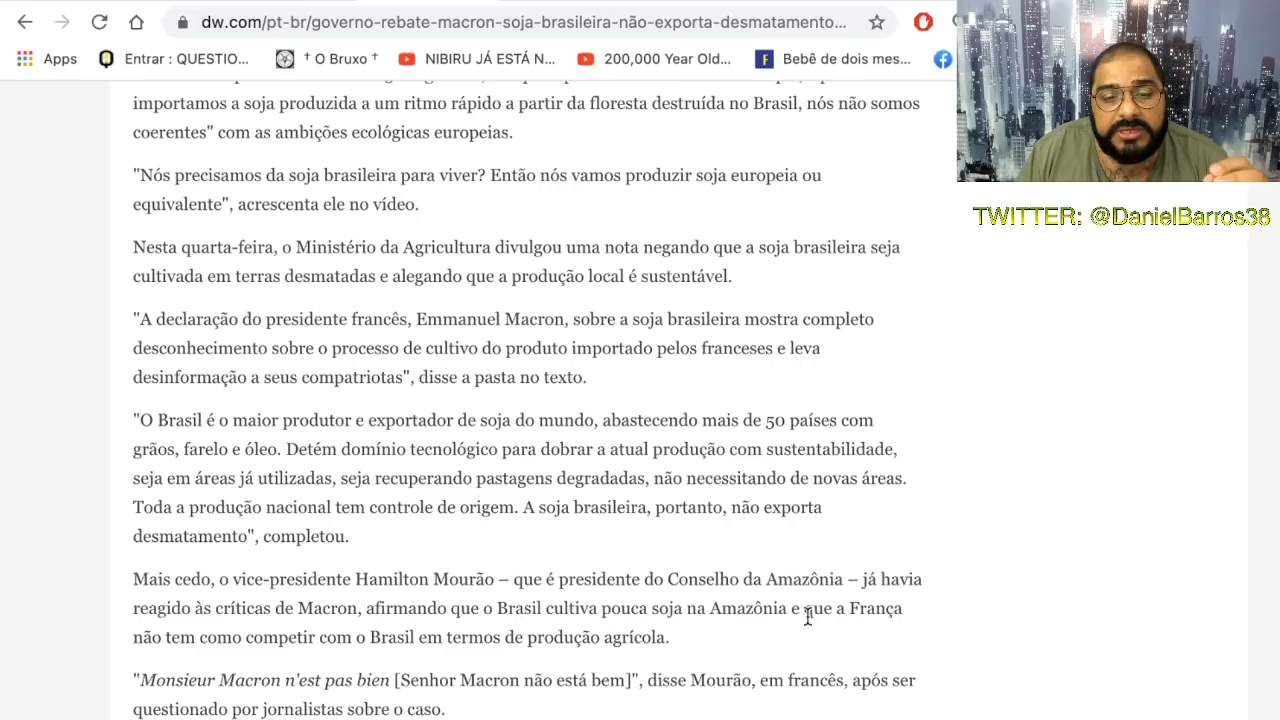 dw.com/pt-br/governo-rebate-macron-soja-brasileira-não-exporta-desmatamento...
Apps
Entrar : QUESTIO...
† O Bruxo †
NIBIRU JÁ ESTÁ N...
200,000 Year Old...
Bebê de dois mes...
importamos a soja produzida a um ritmo rápido a partir da floresta destruída no Brasil, nós não somos
coerentes" com as ambições ecológicas europeias.
"Nós precisamos da soja brasileira para viver? Então nós vamos produzir soja europeia ou
equivalente", acrescenta ele no vídeo.
Nesta quarta-feira, o Ministério da Agricultura divulgou uma nota negando que a soja brasileira seja
cultivada em terras desmatadas e alegando que a produção local é sustentável.
"A declaração do presidente francês, Emmanuel Macron, sobre a soja brasileira mostra completo
desconhecimento sobre o processo de cultivo do produto importado pelos franceses e leva
desinformação a seus compatriotas", disse a pasta no texto.
"O Brasil é o maior produtor e exportador de soja do mundo, abastecendo mais de 50 países com
grãos, farelo e óleo. Detém domínio tecnológico para dobrar a atual produção com sustentabilidade,
seja em áreas já utilizadas, seja recuperando pastagens degradadas, não necessitando de novas áreas.
Toda a produção nacional tem controle de origem. A soja brasileira, portanto, não exporta
desmatamento", completou.
Mais cedo, o vice-presidente Hamilton Mourão – que é presidente do Conselho da Amazônia – já havia
reagido às críticas de Macron, afirmando que o Brasil cultiva pouca soja na Amazônia e que a França
não tem como competir com o Brasil em termos de produção agrícola.
"Monsieur Macron n'est pas bien [Senhor Macron não está bem]", disse Mourão, em francês, após ser
questionado por jornalistas sobre o caso.
TWITTER: @DanielBarros38